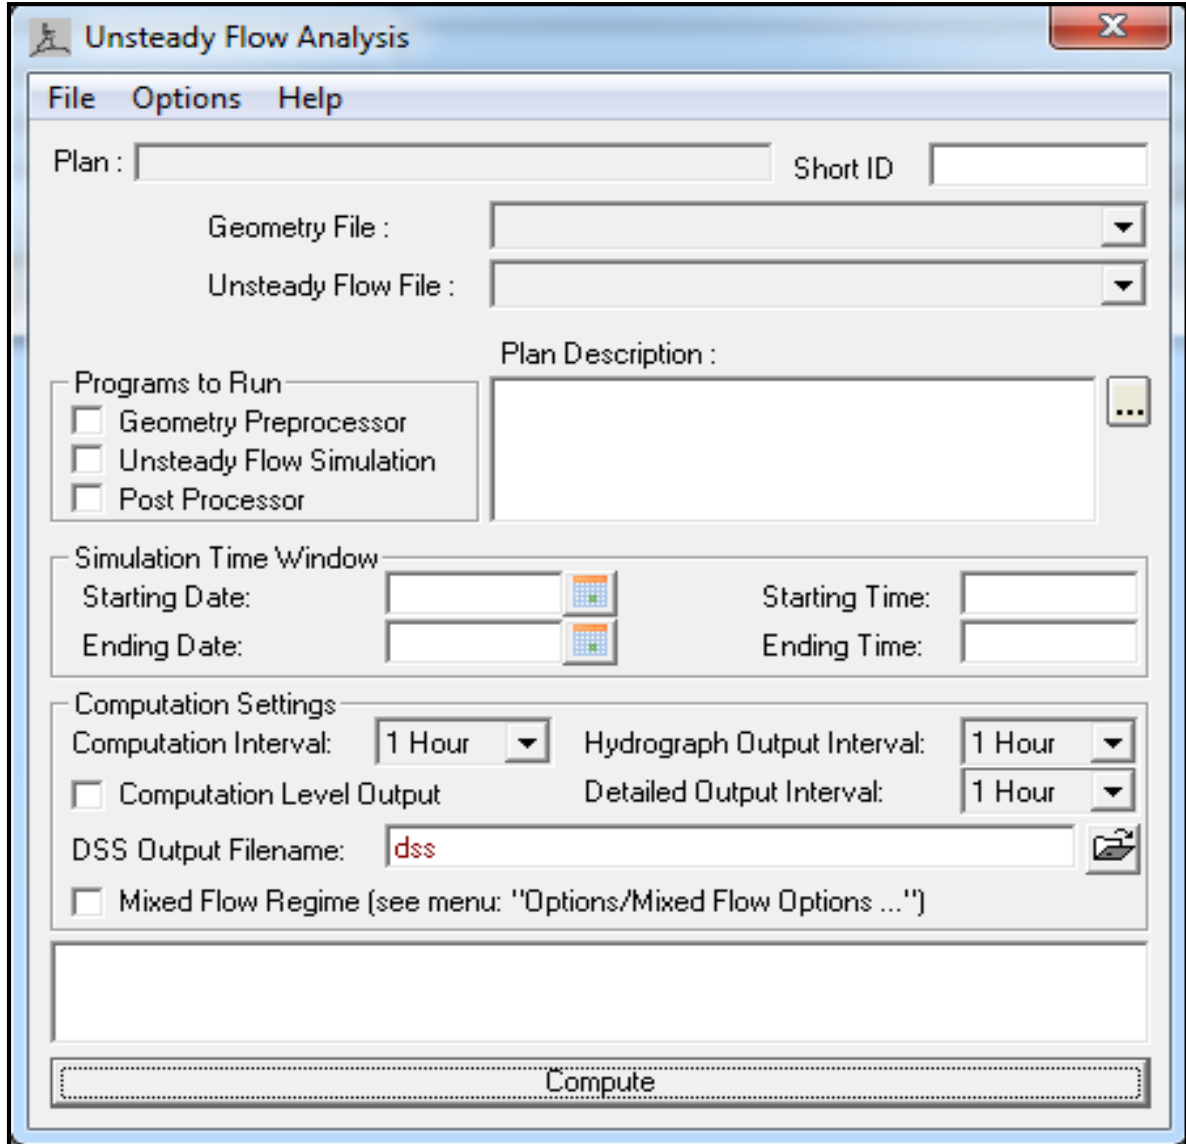 Unsteady Flow Analysis
File Options Help
Plan : Short ID
Geometry File :
Unsteady Flow File :
Plan Description :
Programs to Run
...
Geometry Preprocessor
Unsteady Flow Simulation
Post Processor
Simulation Time Window
Starting Date: Starting Time:
Ending Date: Ending Time:
Computation Settings
Computation Interval: 1 Hour Hydrograph Output Interval: 1 Hour
Computation Level Output Detailed Output Interval: 1 Hour
DSS Output Filename: dss
Mixed Flow Regime (see menu: "Options/Mixed Flow Options ...")
Compute